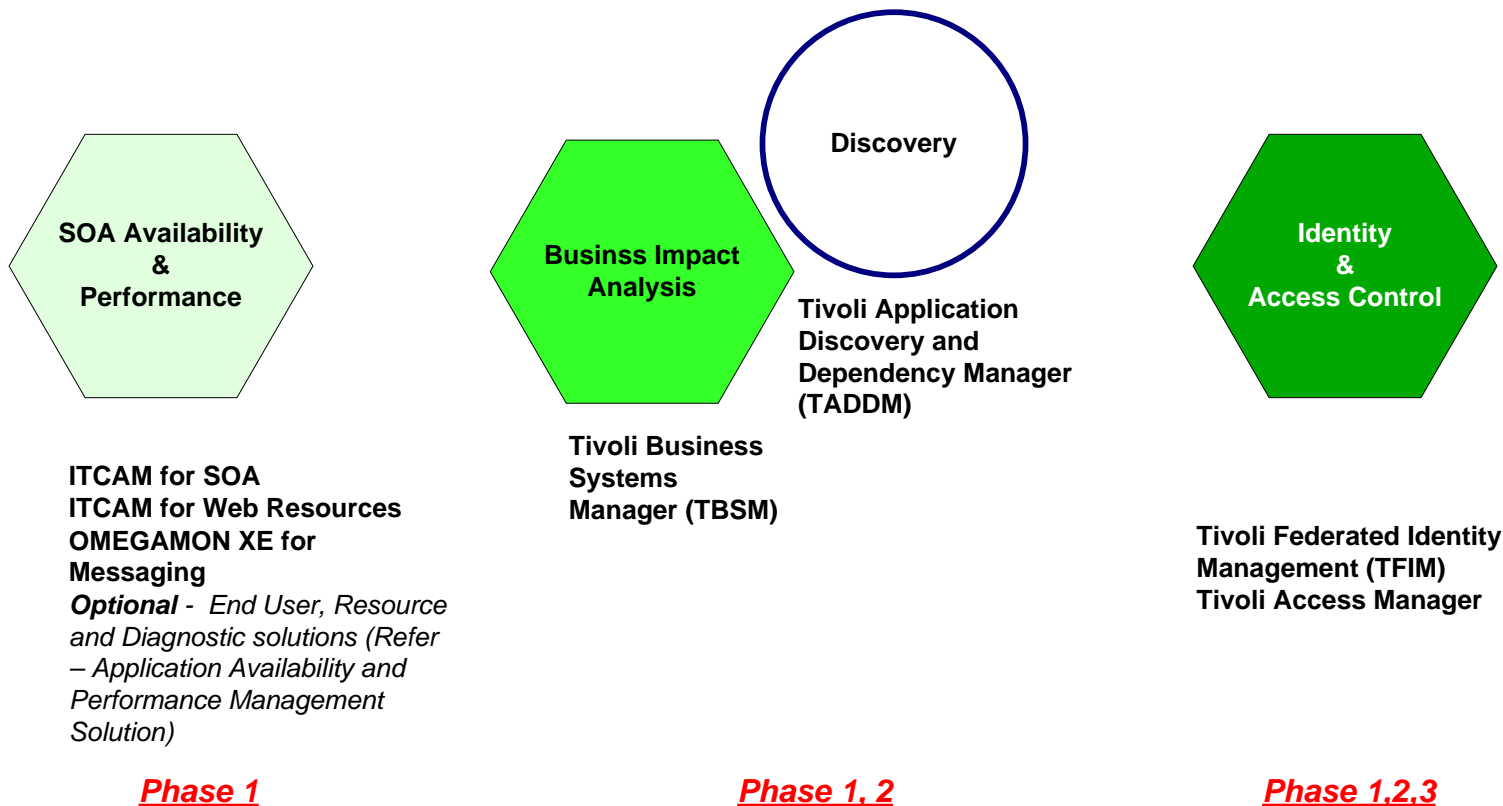 SOA Availability
&
Performance
ITCAM for SOA
ITCAM for Web Resources
OMEGAMON XE for
Messaging
Optional - End User, Resource
and Diagnostic solutions (Refer
– Application Availability and
Performance Management
Solution)
Phase 1
Businss Impact
Analysis
Tivoli Business
Systems
Manager (TBSM)
Discovery
Tivoli Application
Discovery and
Dependency Manager
(TADDM)
Phase 1, 2
Identity
&
Access Control
Tivoli Federated Identity
Management (TFIM)
Tivoli Access Manager
Phase 1,2,3